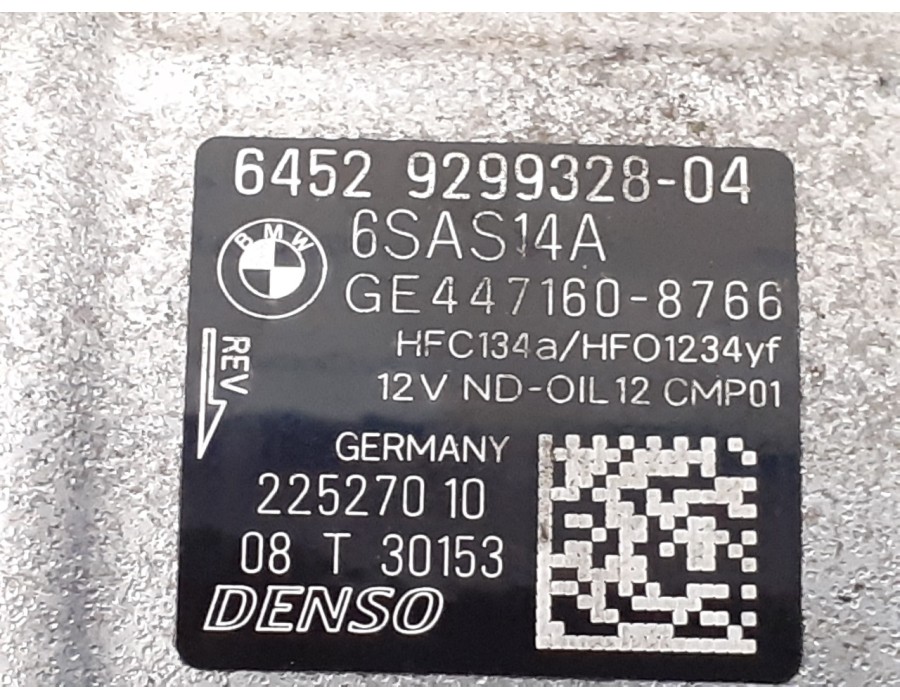 6452 9299328-04
BMW
6SAS14A
GE447160-8766
HFC134a/HFO1234yf
REV
12V ND-OIL12 CMP01
GERMANY
225270 10
08 T 30153
DENSO